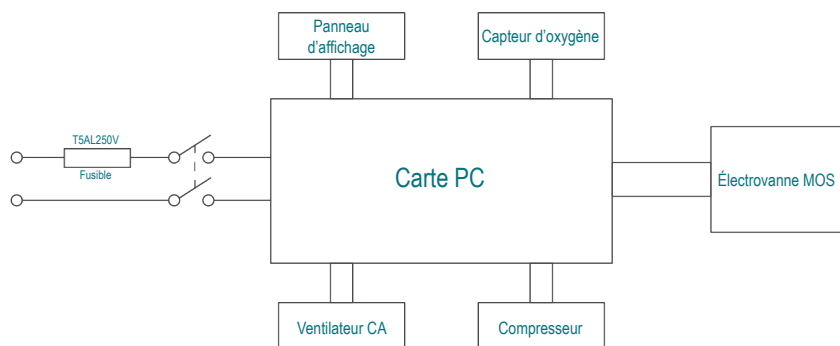 Panneau
d'affichage
Capteur d'oxygène
T5AL250V
Fusible
Carte PC
Électrovanne MOS
Ventilateur CA
Compresseur